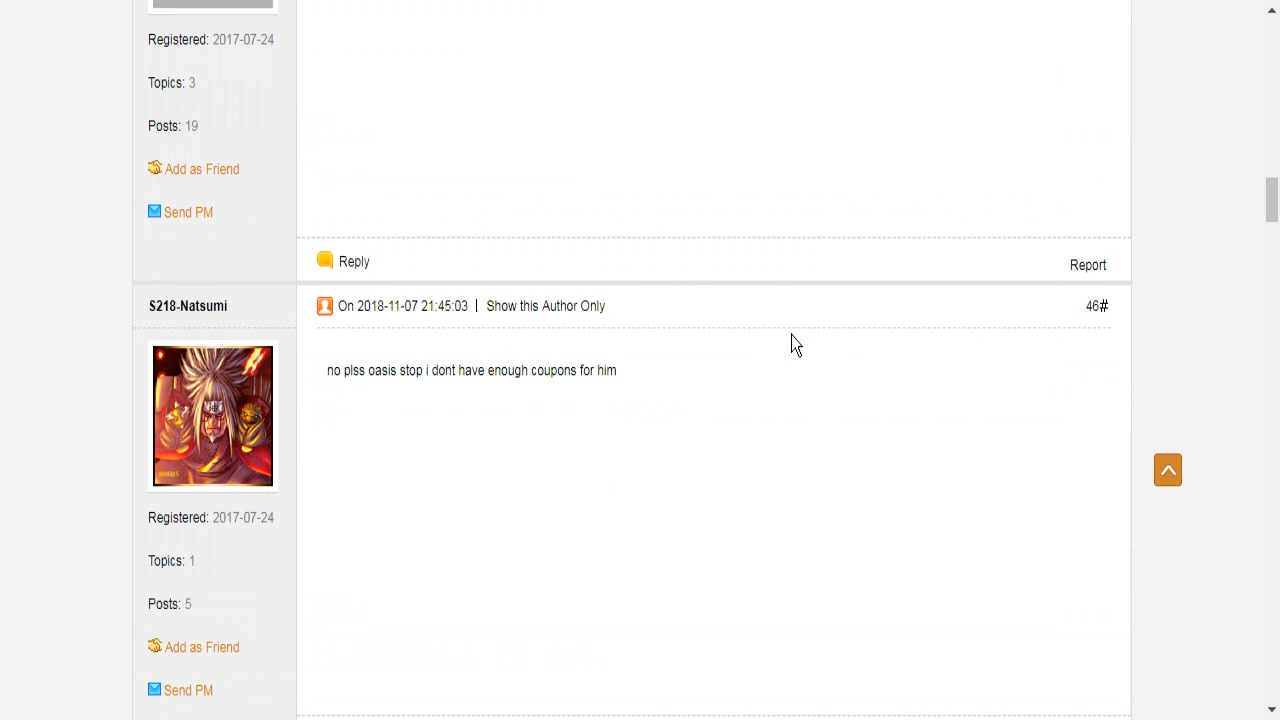 Registered: 2017-07-24
Topics: 3
Posts: 19
Add as Friend
Send PM
Reply
Report
S218-Natsumi
On 2018-11-07 21:45:03 | Show this Author Only
46#
no plss oasis stop i dont have enough coupons for him
Registered: 2017-07-24
Topics: 1
Posts: 5
Add as Friend
Send PM